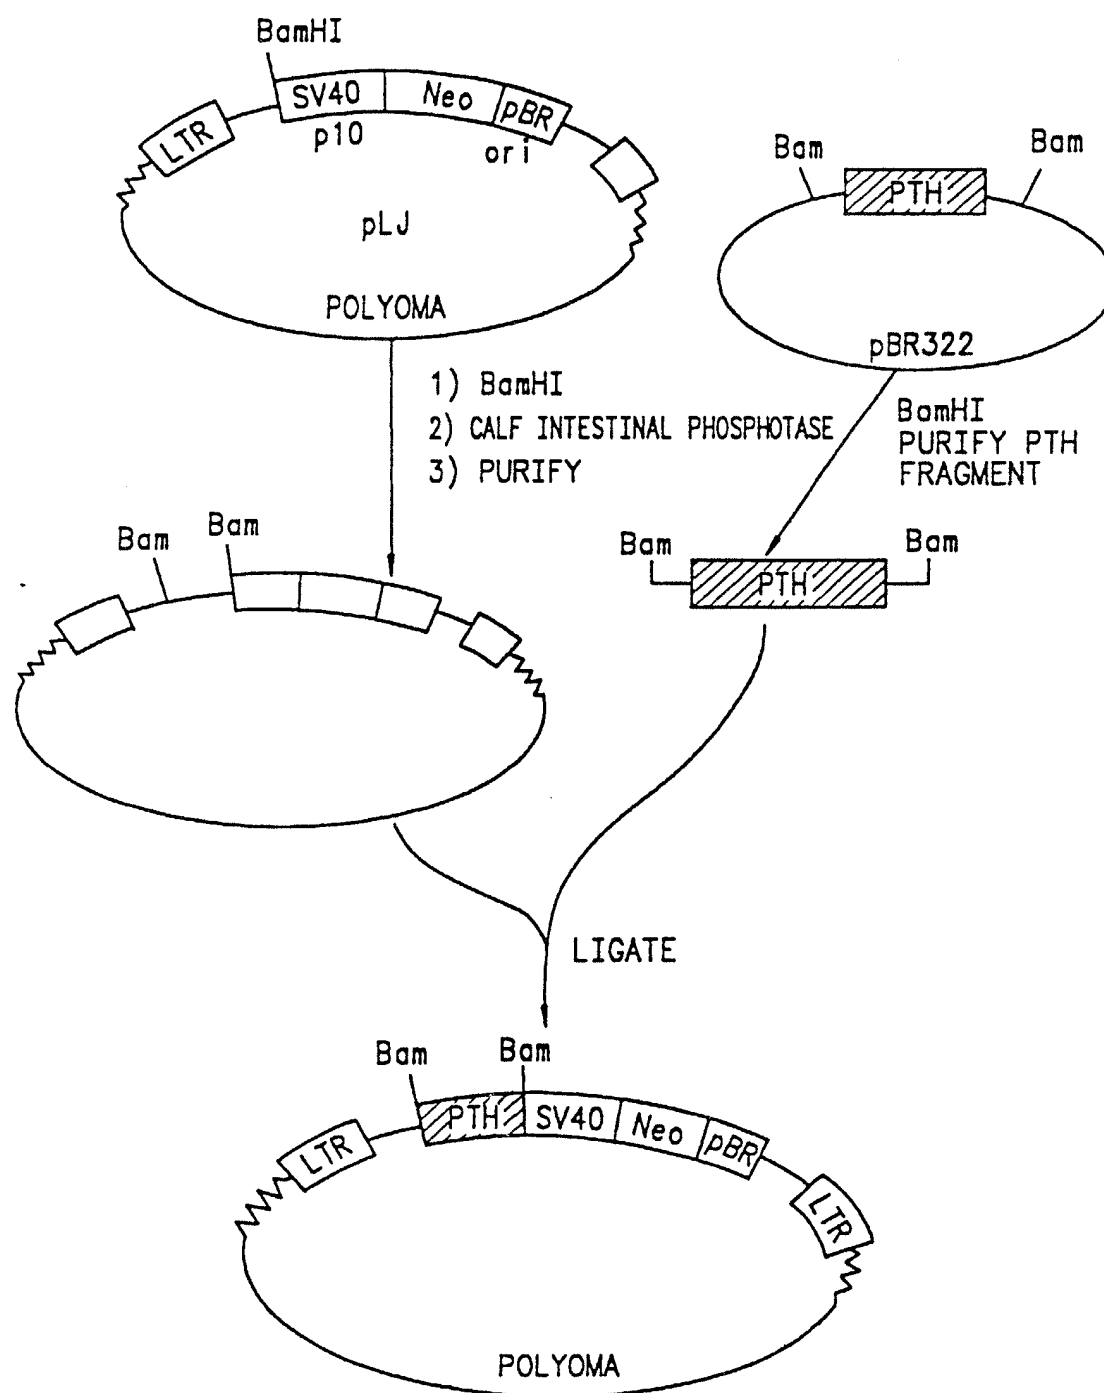 BamHI
SV40
Neo
pBR
LTR
p10
ori
pLJ
POLYOMA
Bam
Bam
PTH
pBR322
1) BamHI
2) CALF INTESTINAL PHOSPHOTASE
3) PURIFY
BamHI
PURIFY PTH
FRAGMENT
Bam
Bam
Bam
Bam
PTH
LIGATE
Bam
Bam
PTH
SV40
Neo
pBR
LTR
LTR
POLYOMA